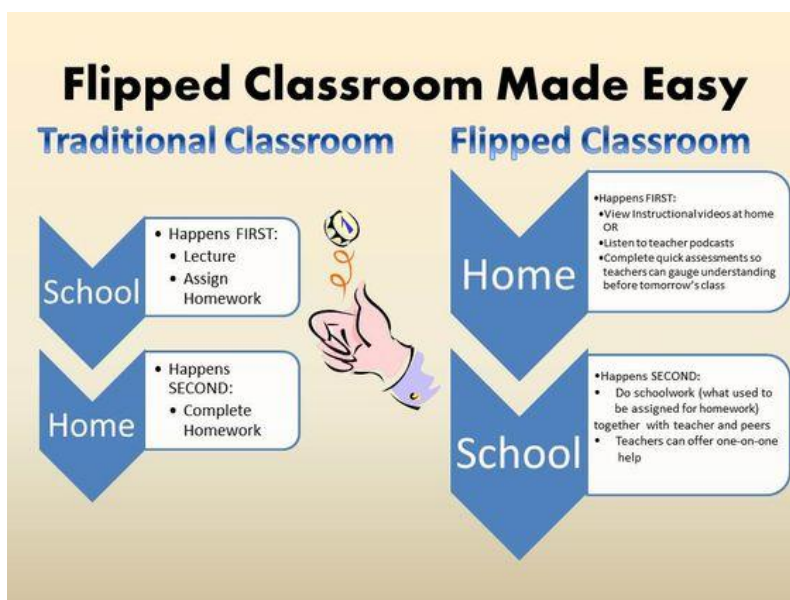 Flipped Classroom Made Easy
Traditional Classroom
School
• Happens FIRST:
• Lecture
• Assign
Homework
Home
• Happens
SECOND:
• Complete
Homework
Flipped Classroom
Home
•Happens FIRST:
•View Instructional videos at home
OR
•Listen to teacher podcasts
•Complete quick assessments so
teachers can gauge understanding
before tomorrow's class
School
•Happens SECOND:
• Do schoolwork (what used to
be assigned for homework)
together with teacher and peers
• Teachers can offer one-on-one
help